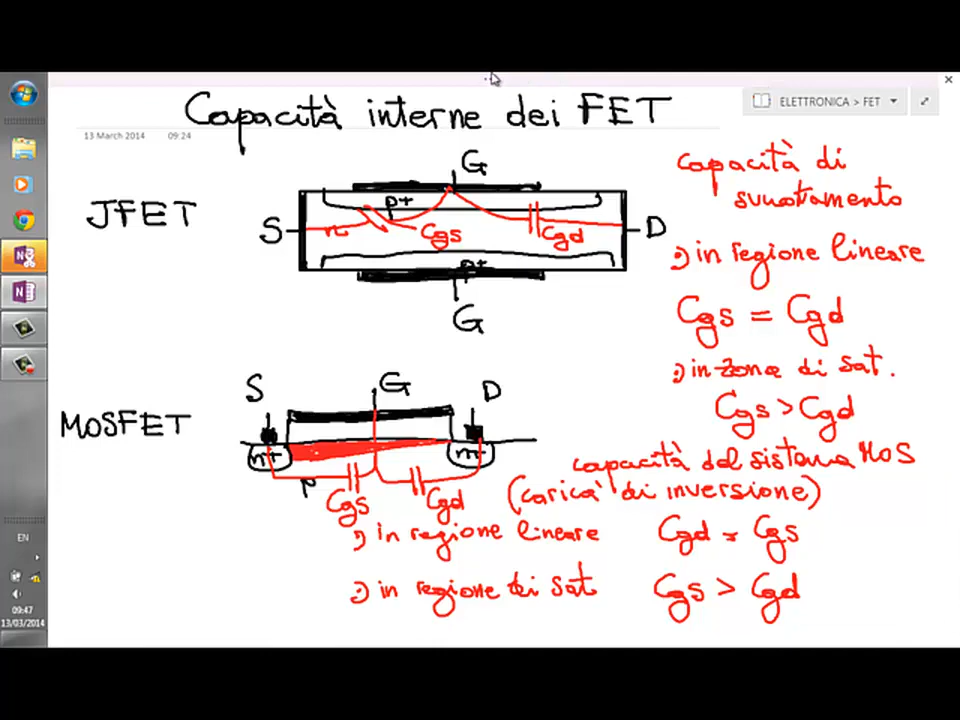 Capacità interne dei FET
ELETTRONICA > FET
13 March 2014 09:24
capacità di
svuotamento
G
JFET
S
p+
n
Cgs
Cgd
D
p+
G
:) in regione lineare
Cgs = Cgd
:) in zona di sat.
Cgs > Cgd
MOSFET
S
G
D
n+
n+
p
Cgs
Cgd
capacità del sistema MOS
(carica di inversione)
:) in regione lineare Cgd = Cgs
:) in regione di sat Cgs > Cgd
EN
09:47
13/03/2014